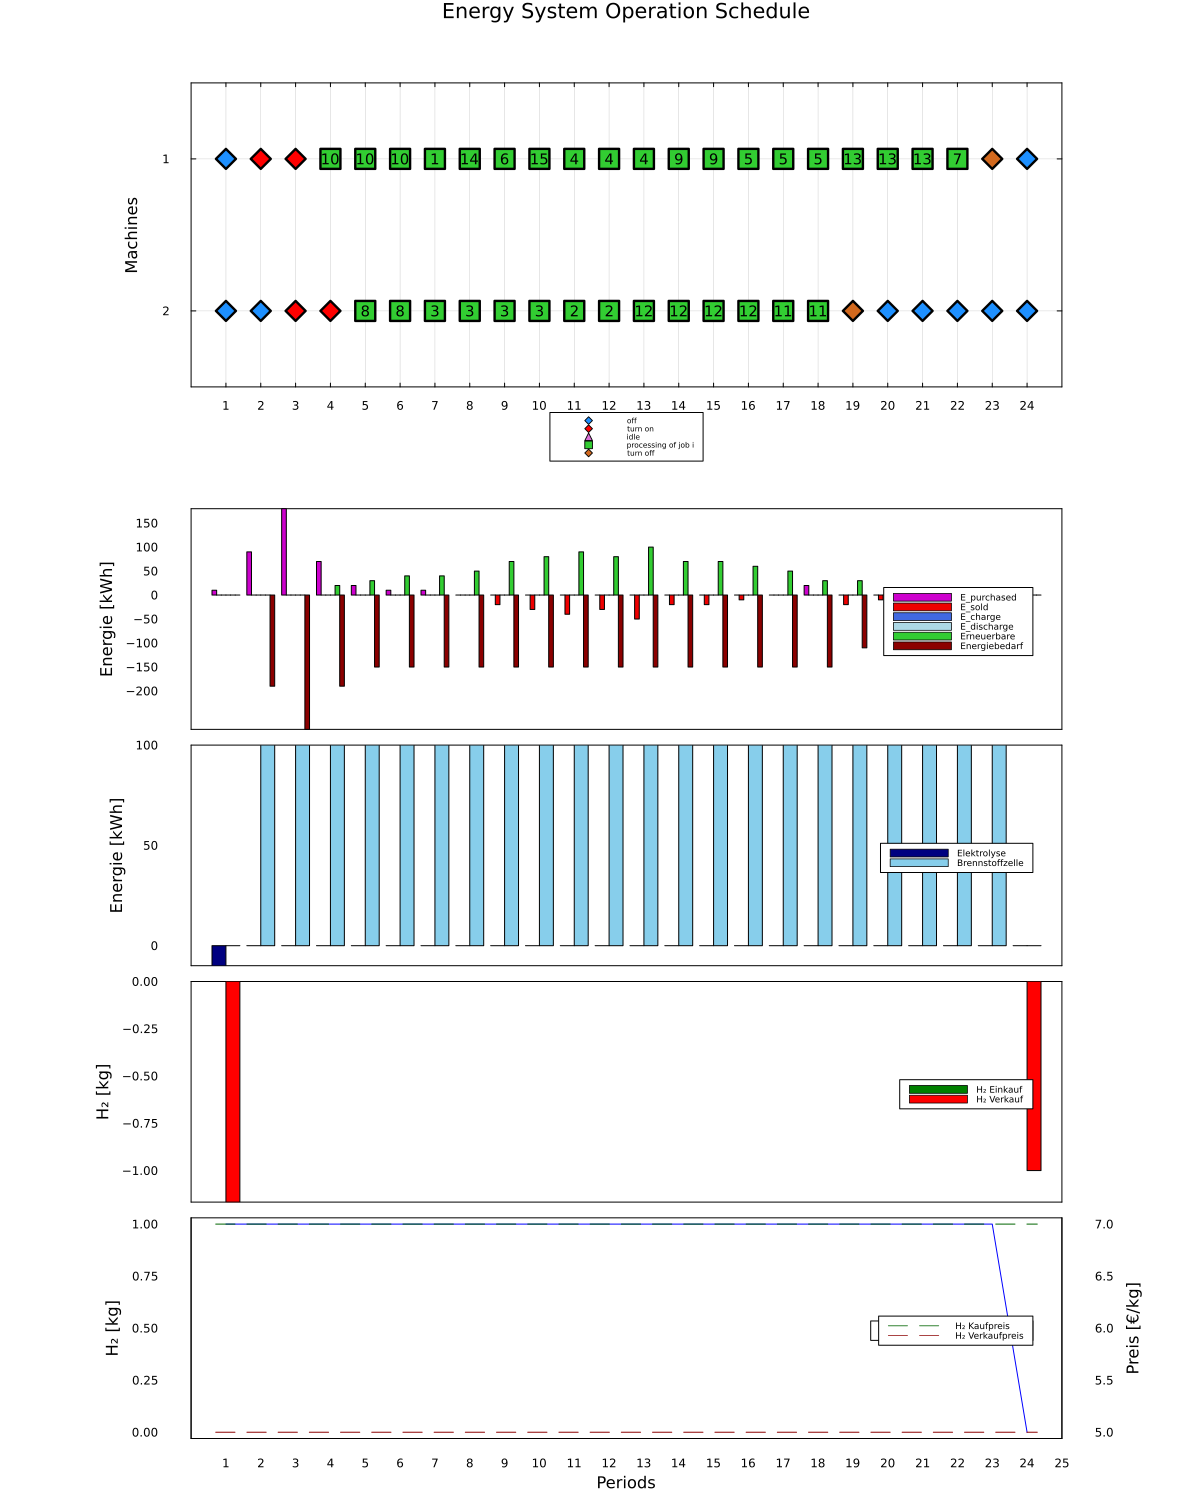 Energy System Operation Schedule
Machines
1
10 10 10 1 14 6 15 4 4 4 9 9 5 5 5 13 13 13 7
2
8 8 3 3 3 3 2 2 12 12 12 12 11 11
1 2 3 4 5 6 7 8 9 10 11 12 13 14 15 16 17 18 19 20 21 22 23 24
off
turn on
idle
processing of job i
turn off
Energie [kWh]
150
100
50
0
−50
−100
−150
−200
E_purchased
E_sold
E_charge
E_discharge
Erneuerbare
Energiebedarf
Energie [kWh]
100
50
0
Elektrolyse
Brennstoffzelle
H₂ [kg]
0.00
−0.25
−0.50
−0.75
−1.00
H₂ Einkauf
H₂ Verkauf
H₂ [kg]
1.00
0.75
0.50
0.25
0.00
H₂ Kaufpreis
H₂ Verkaufpreis
7.0
6.5
6.0
5.5
5.0
Preis [€/kg]
1 2 3 4 5 6 7 8 9 10 11 12 13 14 15 16 17 18 19 20 21 22 23 24 25
Periods